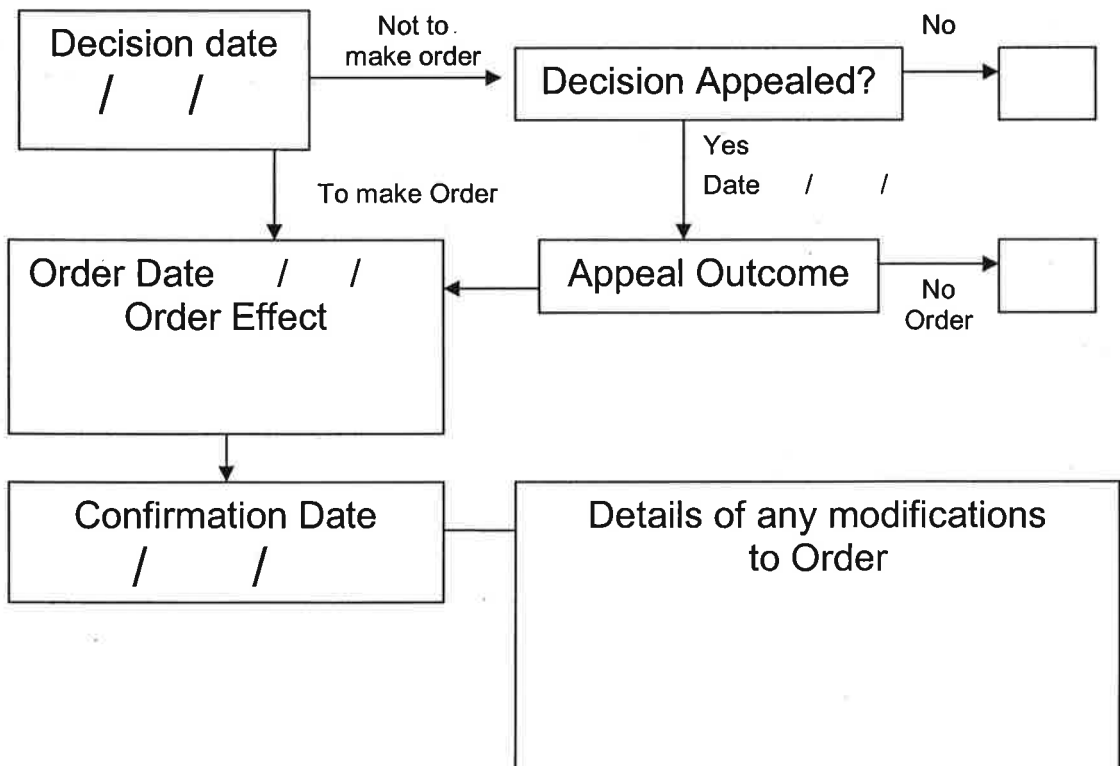 Decision date
/ /
Not to
make order
Decision Appealed?
No
Yes
Date / /
To make Order
Order Date / /
Order Effect
Appeal Outcome
No
Order
Confirmation Date
/ /
Details of any modifications
to Order